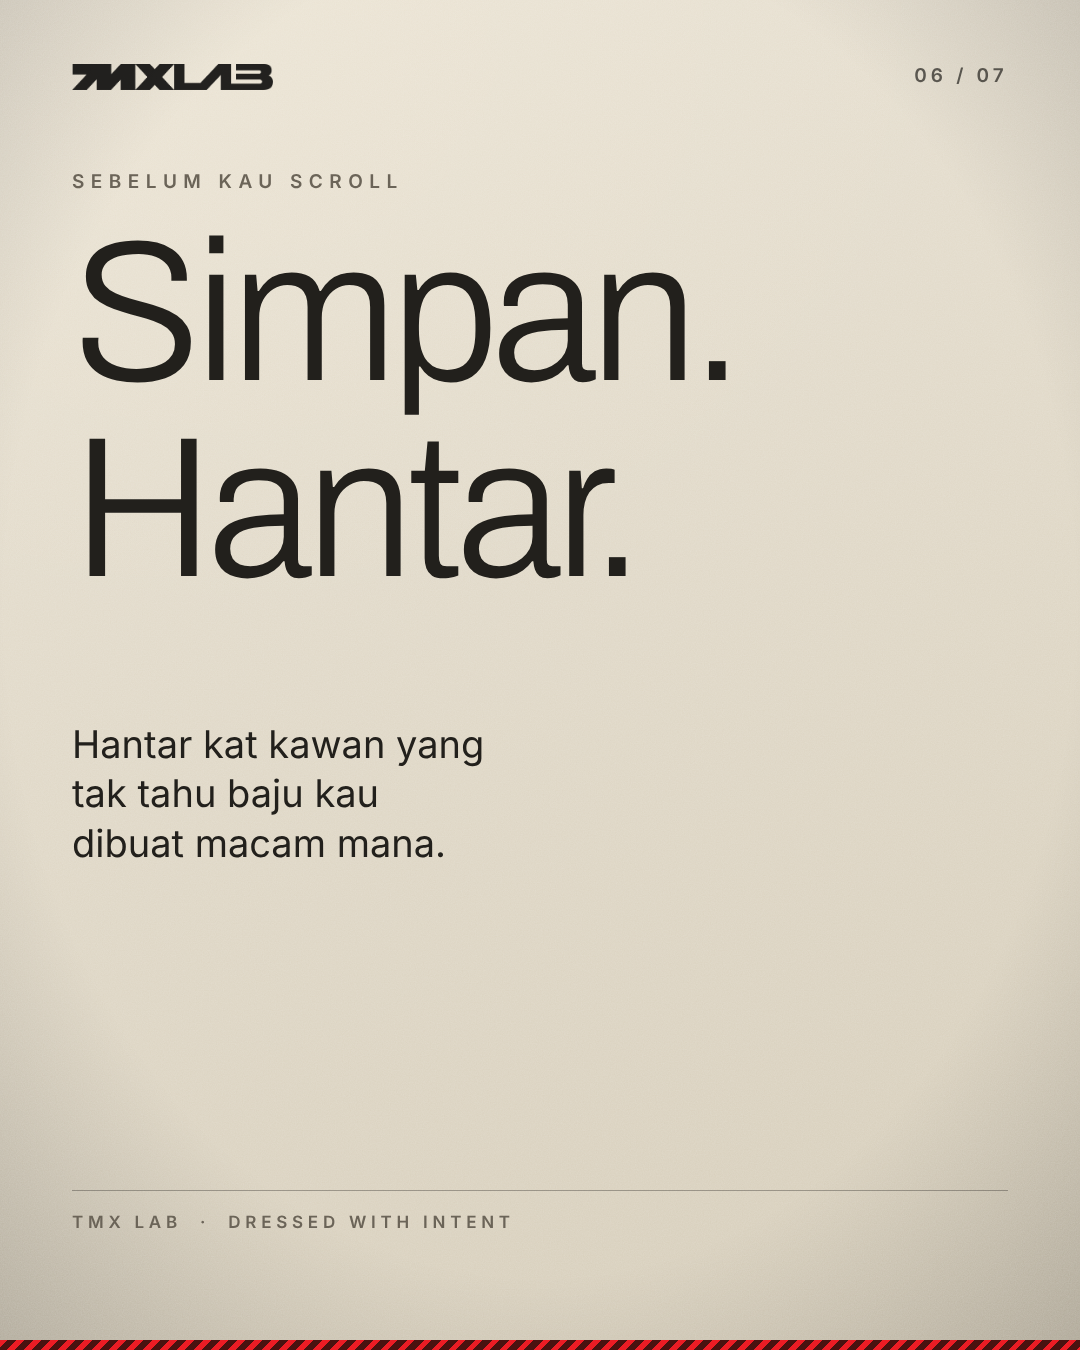 TMXLAB
06 / 07
SEBELUM KAU SCROLL
Simpan.
Hantar.
Hantar kat kawan yang
tak tahu baju kau
dibuat macam mana.
TMX LAB · DRESSED WITH INTENT